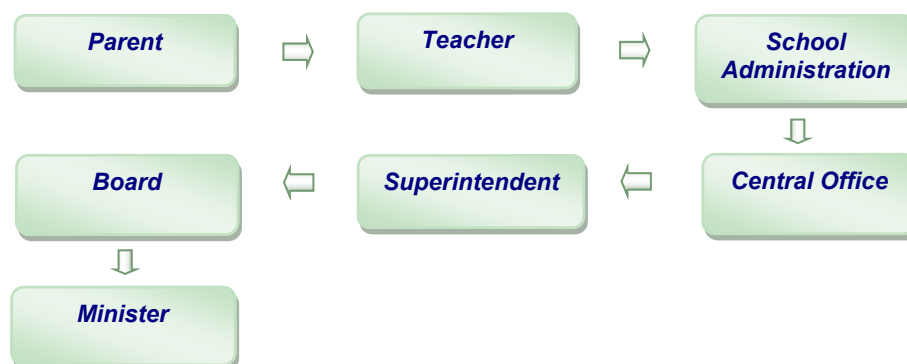 Parent
Teacher
School
Administration
Central Office
Superintendent
Board
Minister